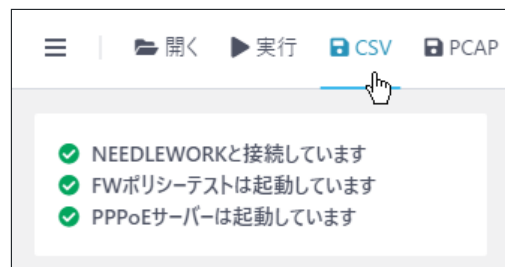 開く 実行 CSV PCAP
NEEDLEWORKと接続しています
FWポリシーテストは起動しています
PPPoEサーバーは起動しています